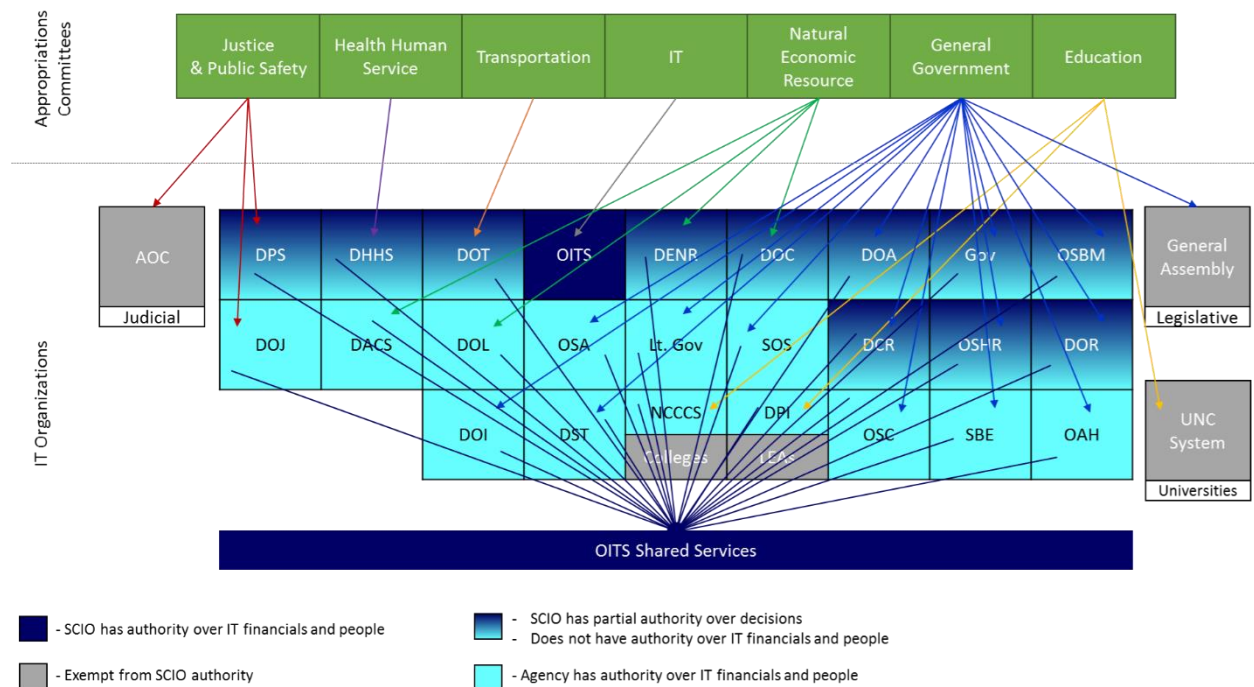 Appropriations
Committees
Justice
& Public Safety
Health Human
Service
Transportation
IT
Natural
Economic
Resource
General
Government
Education
IT Organizations
AOC
Judicial
DPS
DHHS
DOT
OITS
DENR
DOC
DOA
Gov
OSBM
General
Assembly
Legislative
DOJ
DACS
DOL
OSA
Lt. Gov
SOS
DCR
OSHR
DOR
DOI
DST
NCCCS
Colleges
DPI
LEAs
OSC
SBE
OAH
UNC
System
Universities
OITS Shared Services
- SCIO has authority over IT financials and people
- SCIO has partial authority over decisions
- Does not have authority over IT financials and people
- Exempt from SCIO authority
- Agency has authority over IT financials and people